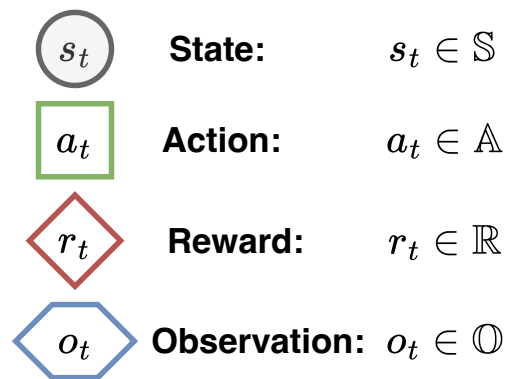 s_t State: s_t ∈ 𝕊
a_t Action: a_t ∈ 𝔸
r_t Reward: r_t ∈ ℝ
o_t Observation: o_t ∈ 𝕆